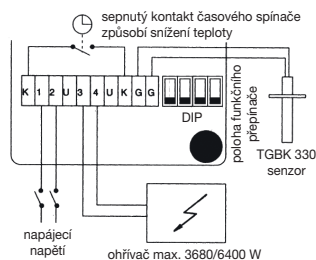 sepnutý kontakt časového spínače
způsobí snížení teploty
K 1 2 U 3 4 U K G G
DIP
poloha funkčního
přepínače
TGBK 330
senzor
napájecí
napětí
ohřívač max. 3680/6400 W